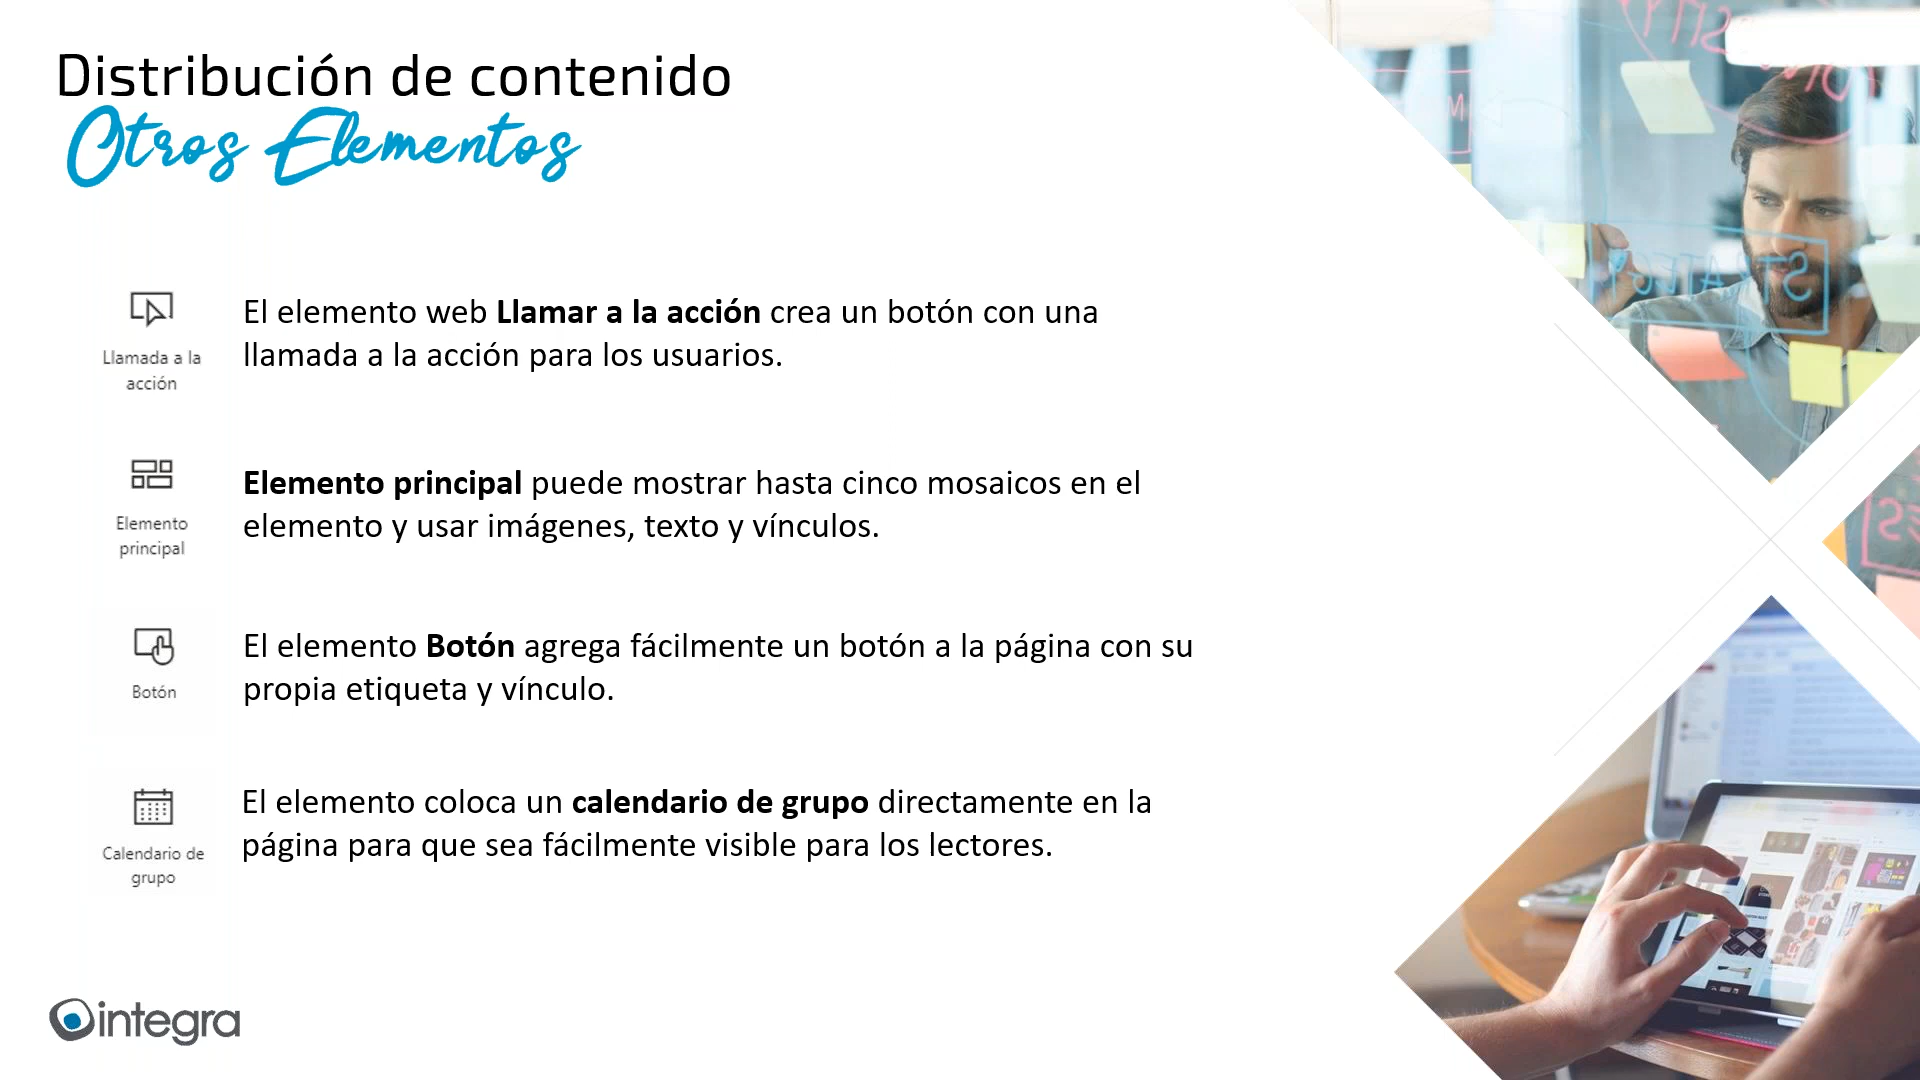 Distribución de contenido
Otros Elementos
Llamada a la
acción
El elemento web Llamar a la acción crea un botón con una
llamada a la acción para los usuarios.
Elemento
principal
Elemento principal puede mostrar hasta cinco mosaicos en el
elemento y usar imágenes, texto y vínculos.
Botón
El elemento Botón agrega fácilmente un botón a la página con su
propia etiqueta y vínculo.
Calendario de
grupo
El elemento coloca un calendario de grupo directamente en la
página para que sea fácilmente visible para los lectores.
integra
STRATEGY